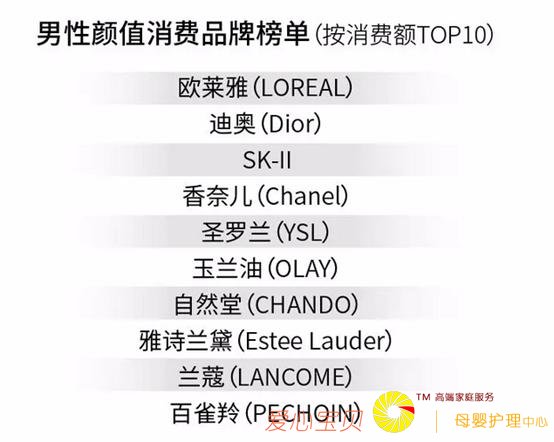 男性颜值消费品牌榜单(按消费额TOP10)
欧莱雅(LOREAL)
迪奥(Dior)
SK-II
香奈儿(Chanel)
圣罗兰(YSL)
玉兰油(OLAY)
自然堂(CHANDO)
雅诗兰黛(Estee Lauder)
兰蔻(LANCOME)
百雀羚(PECHOIN)
爱心宝贝
TM 高端家庭服务
母婴护理中心